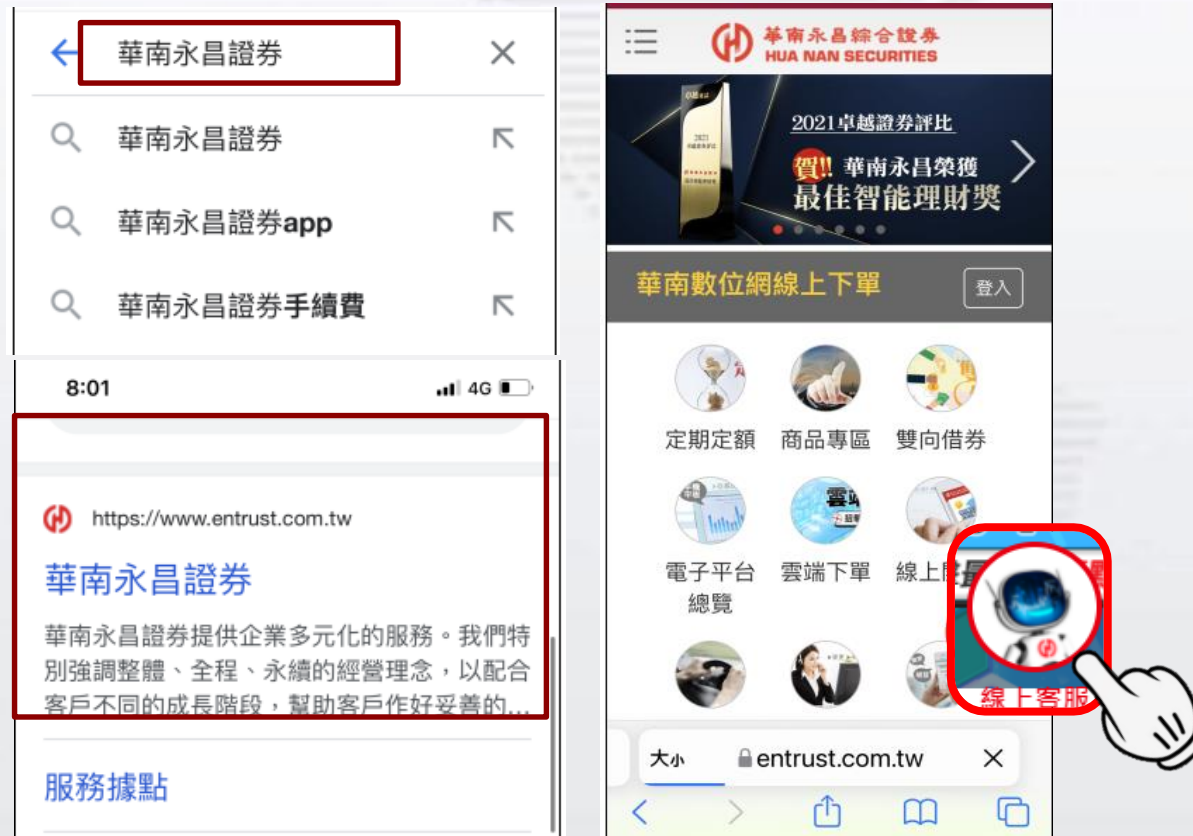 華南永昌證券
華南永昌證券
華南永昌證券app
華南永昌證券手續費
8:01
4G
https://www.entrust.com.tw
華南永昌證券
華南永昌證券提供企業多元化的服務。我們特
別強調整體、全程、永續的經營理念，以配合
客戶不同的成長階段，幫助客戶作好妥善的...
服務據點
華南永昌綜合證券
HUA NAN SECURITIES
2021
2021卓越證券評比
賀!! 華南永昌榮獲
最佳智能理財獎
華南數位網線上下單
登入
定期定額 商品專區 雙向借券
電子平台 雲端下單 線上
總覽
線上客服
大小 entrust.com.tw